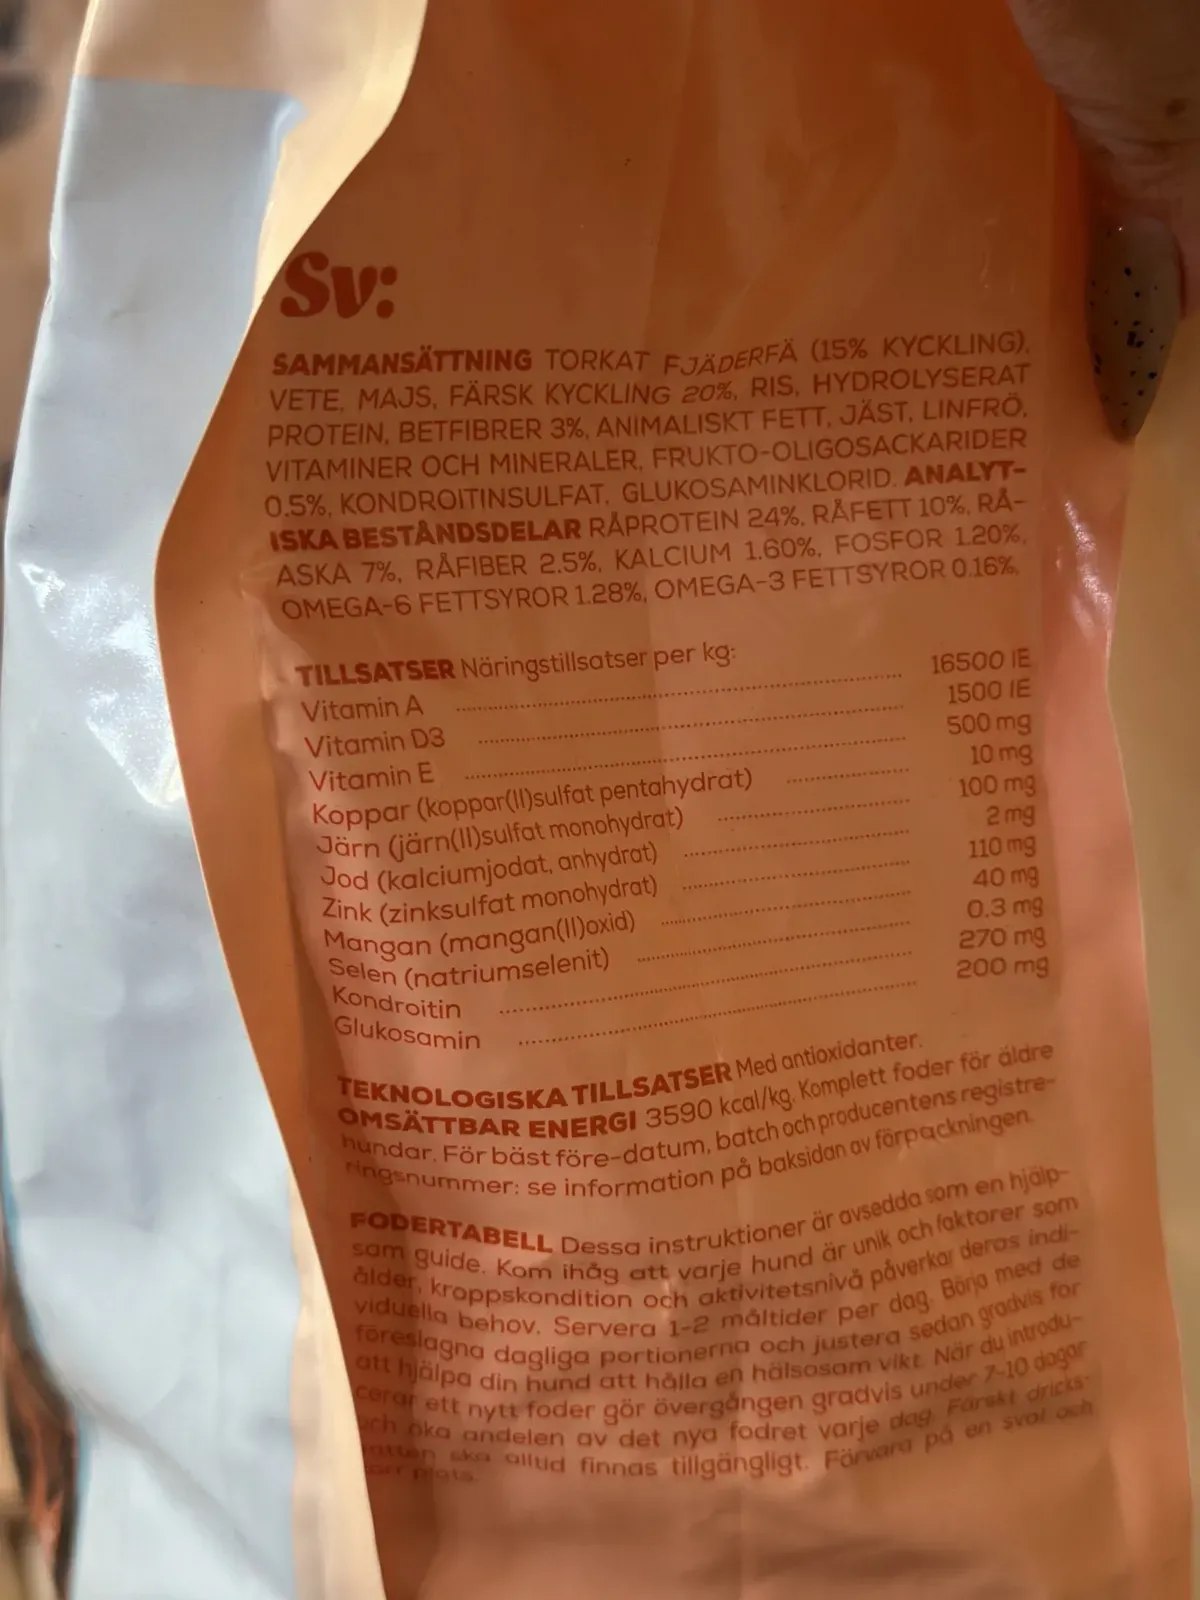 Sv:
SAMMANSÄTTNING TORKAT FJÄDERFÄ (15% KYCKLING),
VETE, MAJS, FÄRSK KYCKLING 20%, RIS, HYDROLYSERAT
PROTEIN, BETFIBRER 3%, ANIMALISKT FETT, JÄST, LINFRÖ,
VITAMINER OCH MINERALER, FRUKTO-OLIGOSACKARIDER
0.5%, KONDROITINSULFAT, GLUKOSAMINKLORID. ANALYT-
ISKA BESTÅNDSDELAR RÅPROTEIN 24%, RÅFETT 10%, RÅ-
ASKA 7%, RÅFIBER 2.5%, KALCIUM 1.60%, FOSFOR 1.20%,
OMEGA-6 FETTSYROR 1.28%, OMEGA-3 FETTSYROR 0.16%.
TILLSATSER Näringstillsatser per kg:
Vitamin A 16500 IE
Vitamin D3 1500 IE
Vitamin E 500 mg
Koppar (koppar(II)sulfat pentahydrat) 10 mg
Järn (järn(II)sulfat monohydrat) 100 mg
Jod (kalciumjodat, anhydrat) 2 mg
Zink (zinksulfat monohydrat) 110 mg
Mangan (mangan(II)oxid) 40 mg
Selen (natriumselenit) 0.3 mg
Kondroitin 270 mg
Glukosamin 200 mg
TEKNOLOGISKA TILLSATSER Med antioxidanter.
OMSÄTTBAR ENERGI 3590 kcal/kg. Komplett foder för äldre
hundar. För bäst före-datum, batch och producentens registre-
ringsnummer: se information på baksidan av förpackningen.
FODERTABELL Dessa instruktioner är avsedda som en hjälp-
sam guide. Kom ihåg att varje hund är unik och faktorer som
ålder, kroppskondition och aktivitetsnivå påverkar deras indi-
viduella behov. Servera 1-2 måltider per dag. Börja med de
föreslagna dagliga portionerna och justera sedan gradvis för
att hjälpa din hund att hålla en hälsosam vikt. När du introdu-
cerar ett nytt foder gör övergången gradvis under 7-10 dagar
och öka andelen av det nya fodret varje dag. Färskt dricks-
vatten ska alltid finnas tillgängligt. Förvara på en sval och
torr plats.